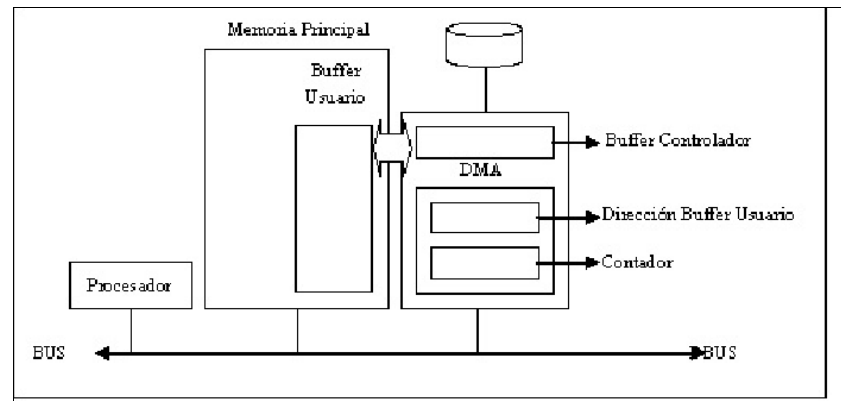 Memoria Principal
Buffer
Usuario
Buffer Controlador
DMA
Dirección Buffer Usuario
Contador
Procesador
BUS
BUS